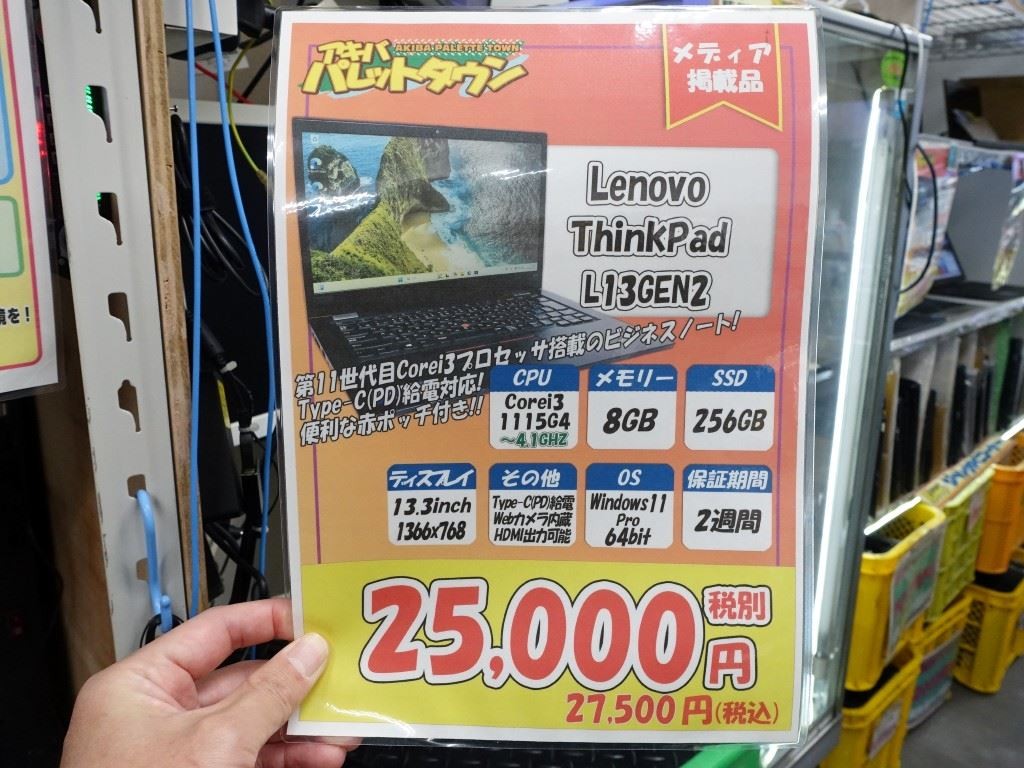 アキバ
AKIBA PALETTE TOWN
パレットタウン
メディア
掲載品
Lenovo
ThinkPad
L13GEN2
第11世代目Corei3プロセッサ搭載のビジネスノート!
Type-C(PD)給電対応!
便利な赤ポッチ付き!!
CPU
Corei3
1115G4
~4.1GHZ
メモリー
8GB
SSD
256GB
ディスプレイ
13.3inch
1366x768
その他
Type-C(PD)給電
Webカメラ内蔵
HDMI出力可能
OS
Windows11
Pro
64bit
保証期間
2週間
25,000円
税別
27,500円(税込)
を!